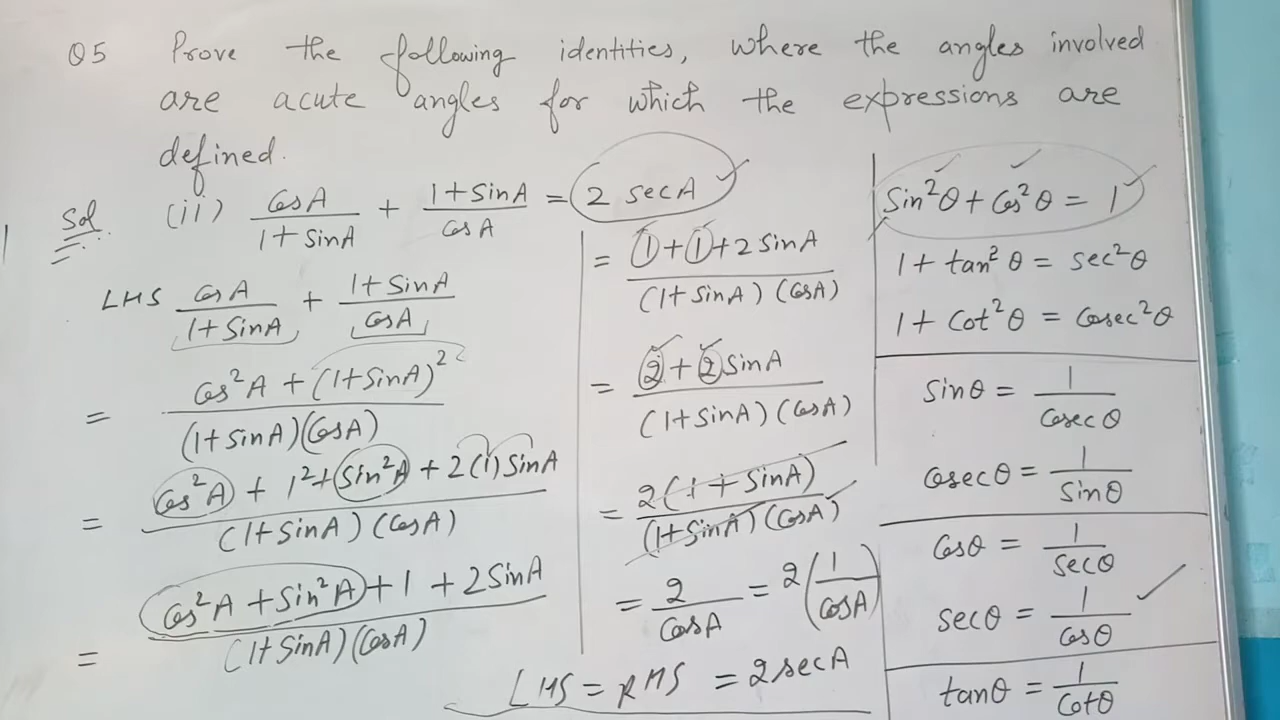 Q5 Prove the following identities, where the angles involved
are acute angles for which the expressions are
defined.
Sol (ii) CosA/(1+SinA) + (1+SinA)/CosA = 2 secA
LHS CosA/(1+SinA) + (1+SinA)/CosA
= (Cos²A + (1+SinA)²)/((1+SinA)(CosA))
= (Cos²A + 1² + Sin²A + 2(1)SinA)/((1+SinA)(CosA))
= (Cos²A + Sin²A + 1 + 2SinA)/((1+SinA)(CosA))
= (1+1+2SinA)/((1+SinA)(CosA))
= (2+2SinA)/((1+SinA)(CosA))
= 2(1+SinA)/((1+SinA)(CosA))
= 2/CosA = 2(1/CosA)
LHS = RHS = 2secA
Sin²θ + Cos²θ = 1
1 + tan²θ = sec²θ
1 + Cot²θ = Cosec²θ
Sinθ = 1/Cosecθ
Cosecθ = 1/Sinθ
Cosθ = 1/secθ
secθ = 1/Cosθ
tanθ = 1/Cotθ